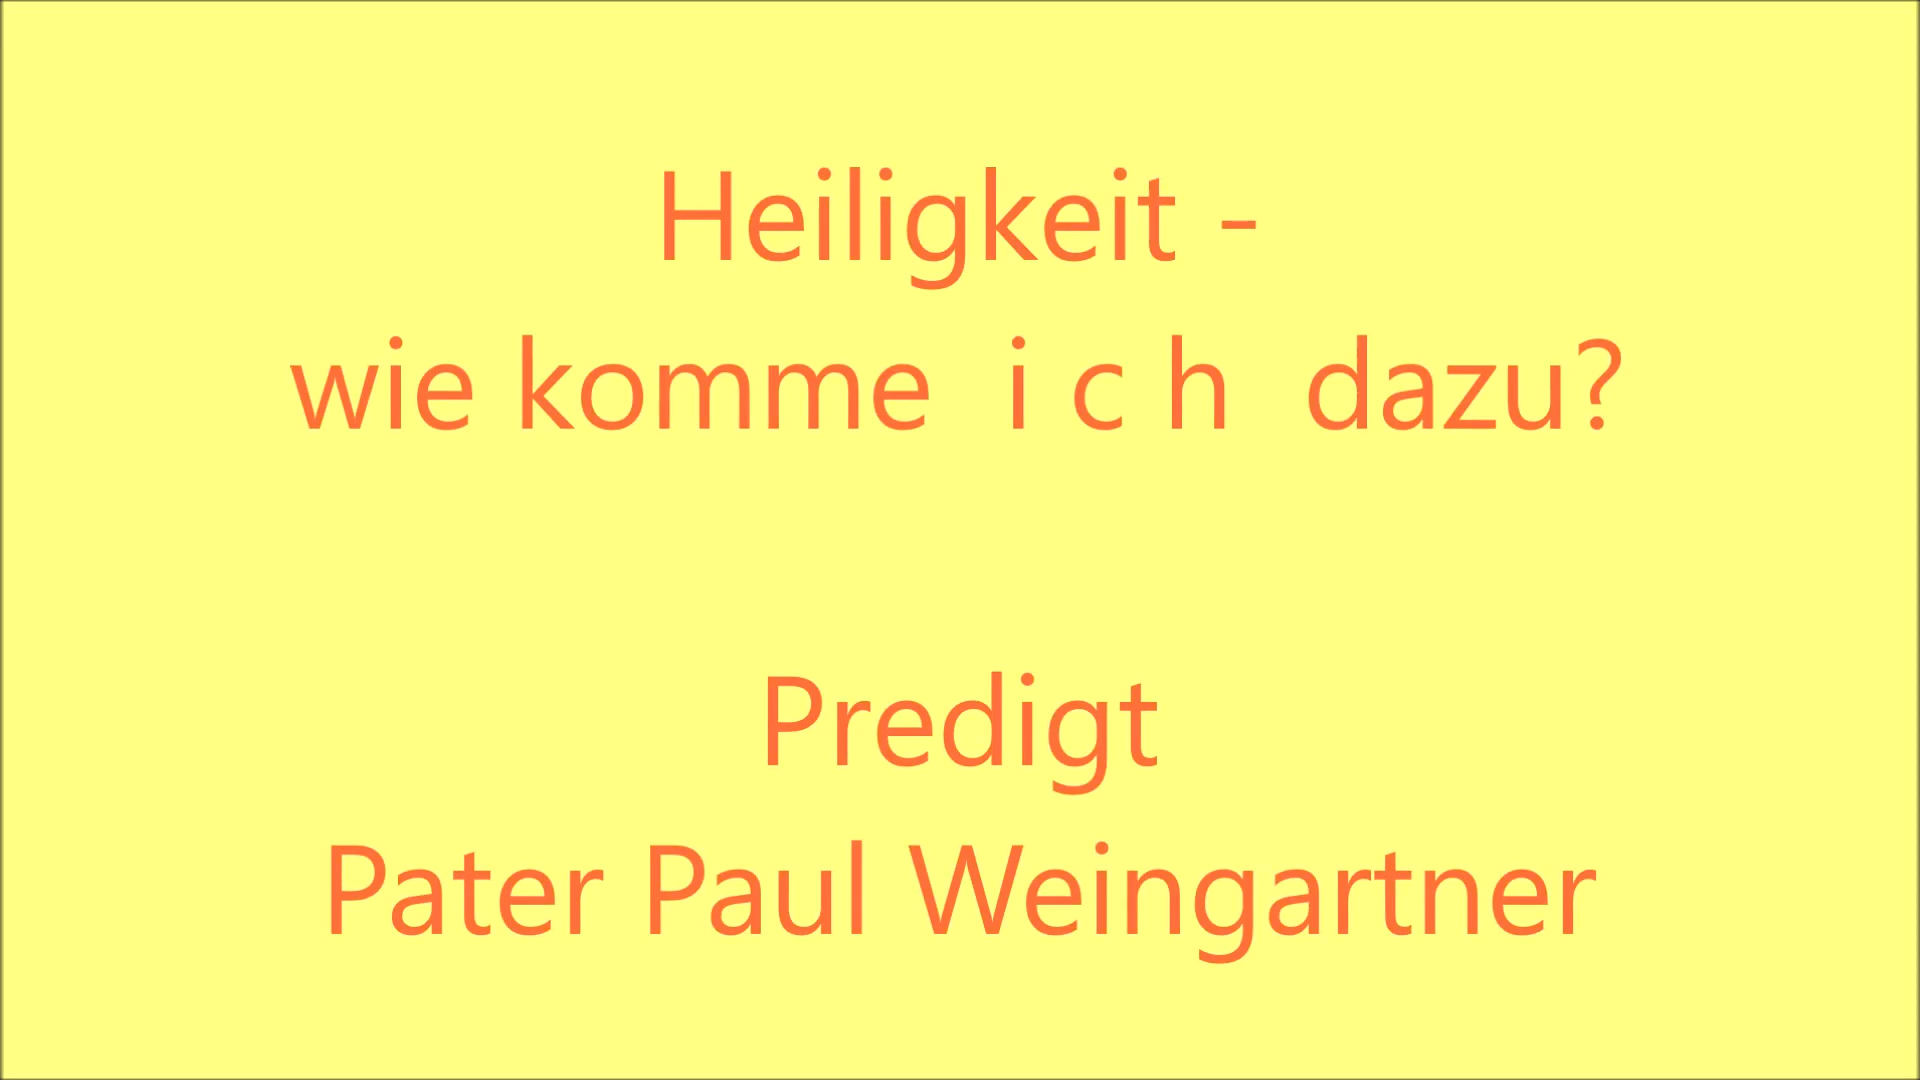 Heiligkeit -
wie komme  i c h  dazu?
Predigt
Pater Paul Weingartner